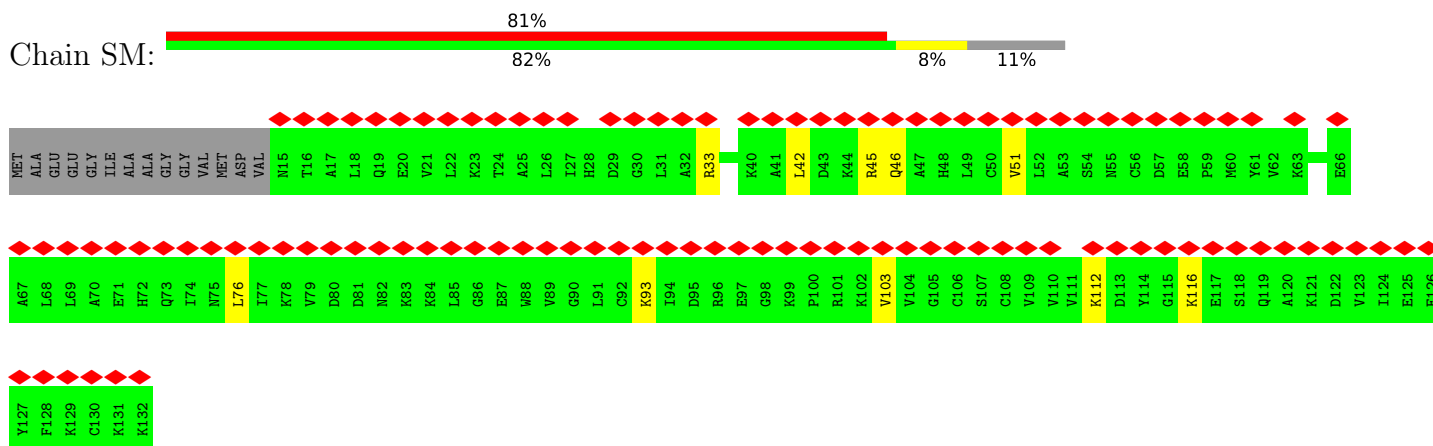 81%
Chain SM:
82% 8% 11%
MET ALA GLU GLU GLY ILE ALA ALA GLY GLY VAL MET ASP VAL N15 T16 A17 L18 Q19 E20 V21 L22 K23 T24 A25 L26 I27 H28 D29 G30 L31 A32 R33 K40 A41 L42 D43 K44 R45 Q46 A47 H48 L49 C50 V51 L52 A53 S54 N55 C56 D57 E58 P59 M60 Y61 V62 K63 E66
A67 L68 L69 A70 E71 H72 Q73 I74 N75 L76 I77 K78 V79 D80 D81 N82 K83 K84 L85 G86 E87 W88 V89 G90 L91 C92 K93 I94 D95 R96 E97 G98 K99 P100 R101 K102 V103 V104 G105 C106 S107 C108 V109 V110 V111 K112 D113 Y114 G115 K116 E117 S118 Q119 A120 K121 D122 V123 I124 E125
Y127 F128 K129 C130 K131 K132